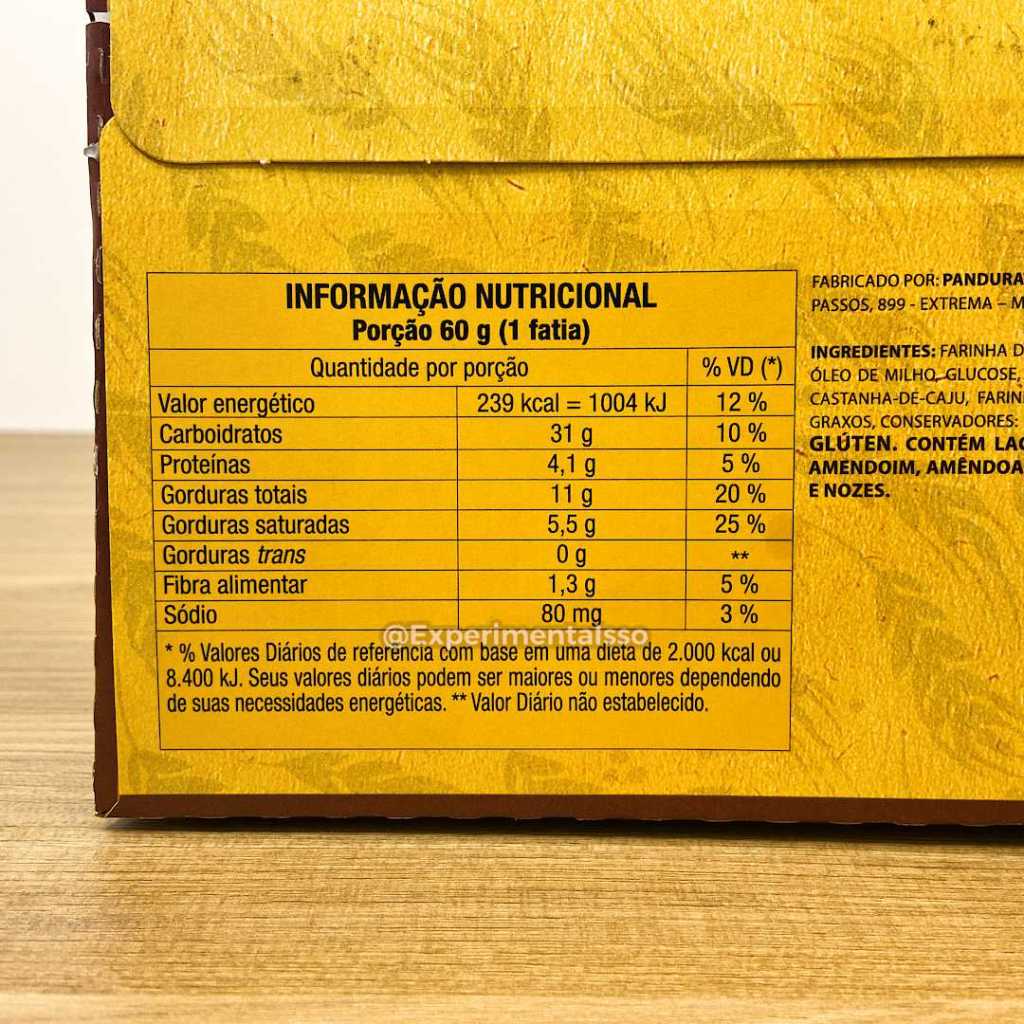 INFORMAÇÃO NUTRICIONAL
Porção 60 g (1 fatia)
Quantidade por porção % VD (*)
Valor energético 239 kcal = 1004 kJ 12 %
Carboidratos 31 g 10 %
Proteínas 4,1 g 5 %
Gorduras totais 11 g 20 %
Gorduras saturadas 5,5 g 25 %
Gorduras trans 0 g **
Fibra alimentar 1,3 g 5 %
Sódio 80 mg 3 %
@Experimentaisso
* % Valores Diários de referência com base em uma dieta de 2.000 kcal ou
8.400 kJ. Seus valores diários podem ser maiores ou menores dependendo
de suas necessidades energéticas. ** Valor Diário não estabelecido.
FABRICADO POR: PANDURA
PASSOS, 899 - EXTREMA – M
INGREDIENTES: FARINHA D
ÓLEO DE MILHO, GLUCOSE,
CASTANHA-DE-CAJU, FARIN
GRAXOS, CONSERVADORES:
GLÚTEN. CONTÉM LAC
AMENDOIM, AMÊNDOA
E NOZES.